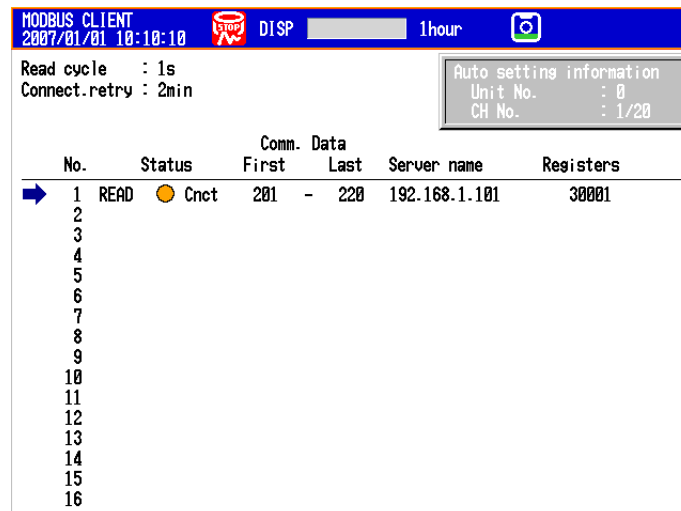 MODBUS CLIENT
2007/01/01 10:10:10 STOP DISP 1hour
Read cycle : 1s
Connect.retry : 2min
Auto setting information
Unit No. : 0
CH No. : 1/20
Comm. Data
No. Status First Last Server name Registers
1 READ Cnct 201 - 220 192.168.1.101 30001
2
3
4
5
6
7
8
9
10
11
12
13
14
15
16